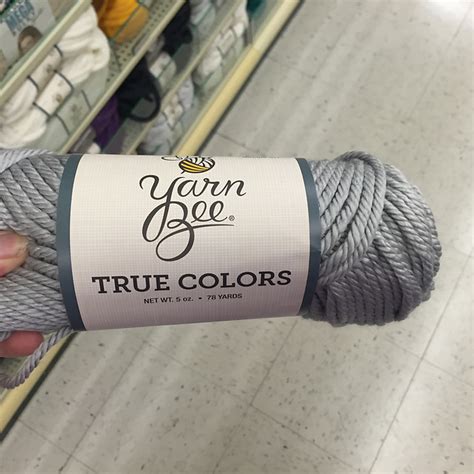 Yarn
Bee®
TRUE COLORS
NET WT. 5 oz. • 78 YARDS